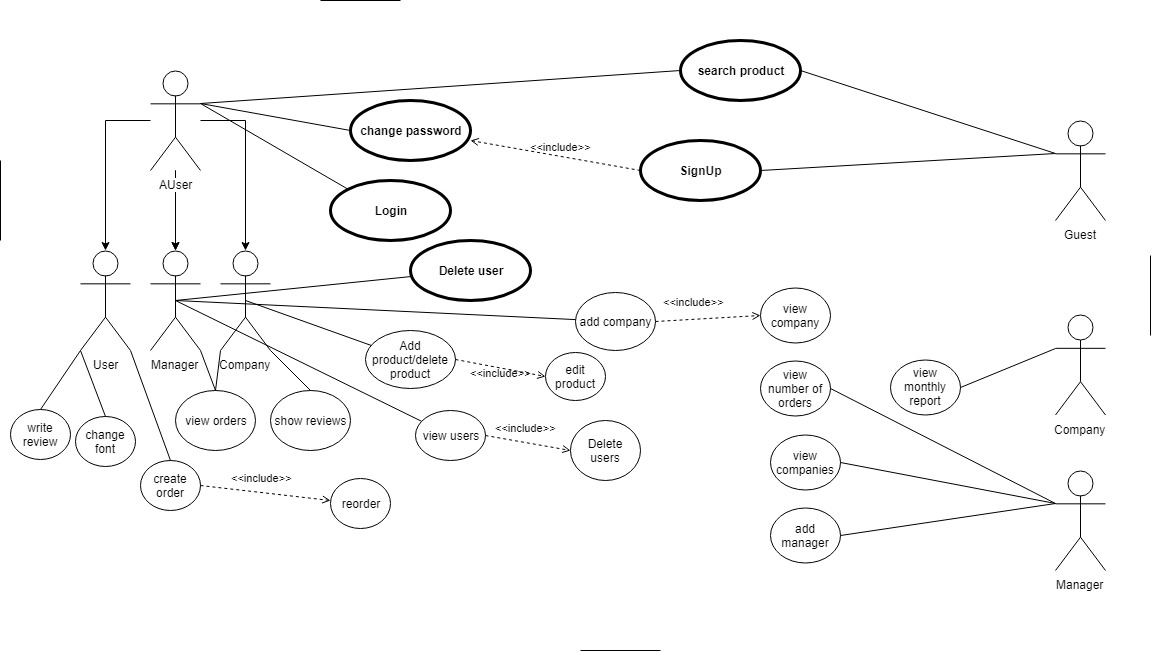 search product
change password
<<include>>
SignUp
AUser
Login
Guest
Delete user
<<include>>
add company
view
company
Add
product/delete
product
User
Manager
Company
<<include>>
edit
product
view
number of
orders
view
monthly
report
view orders
show reviews
write
review
change
font
view users
<<include>>
Delete
users
Company
view
companies
create
order
<<include>>
reorder
add
manager
Manager